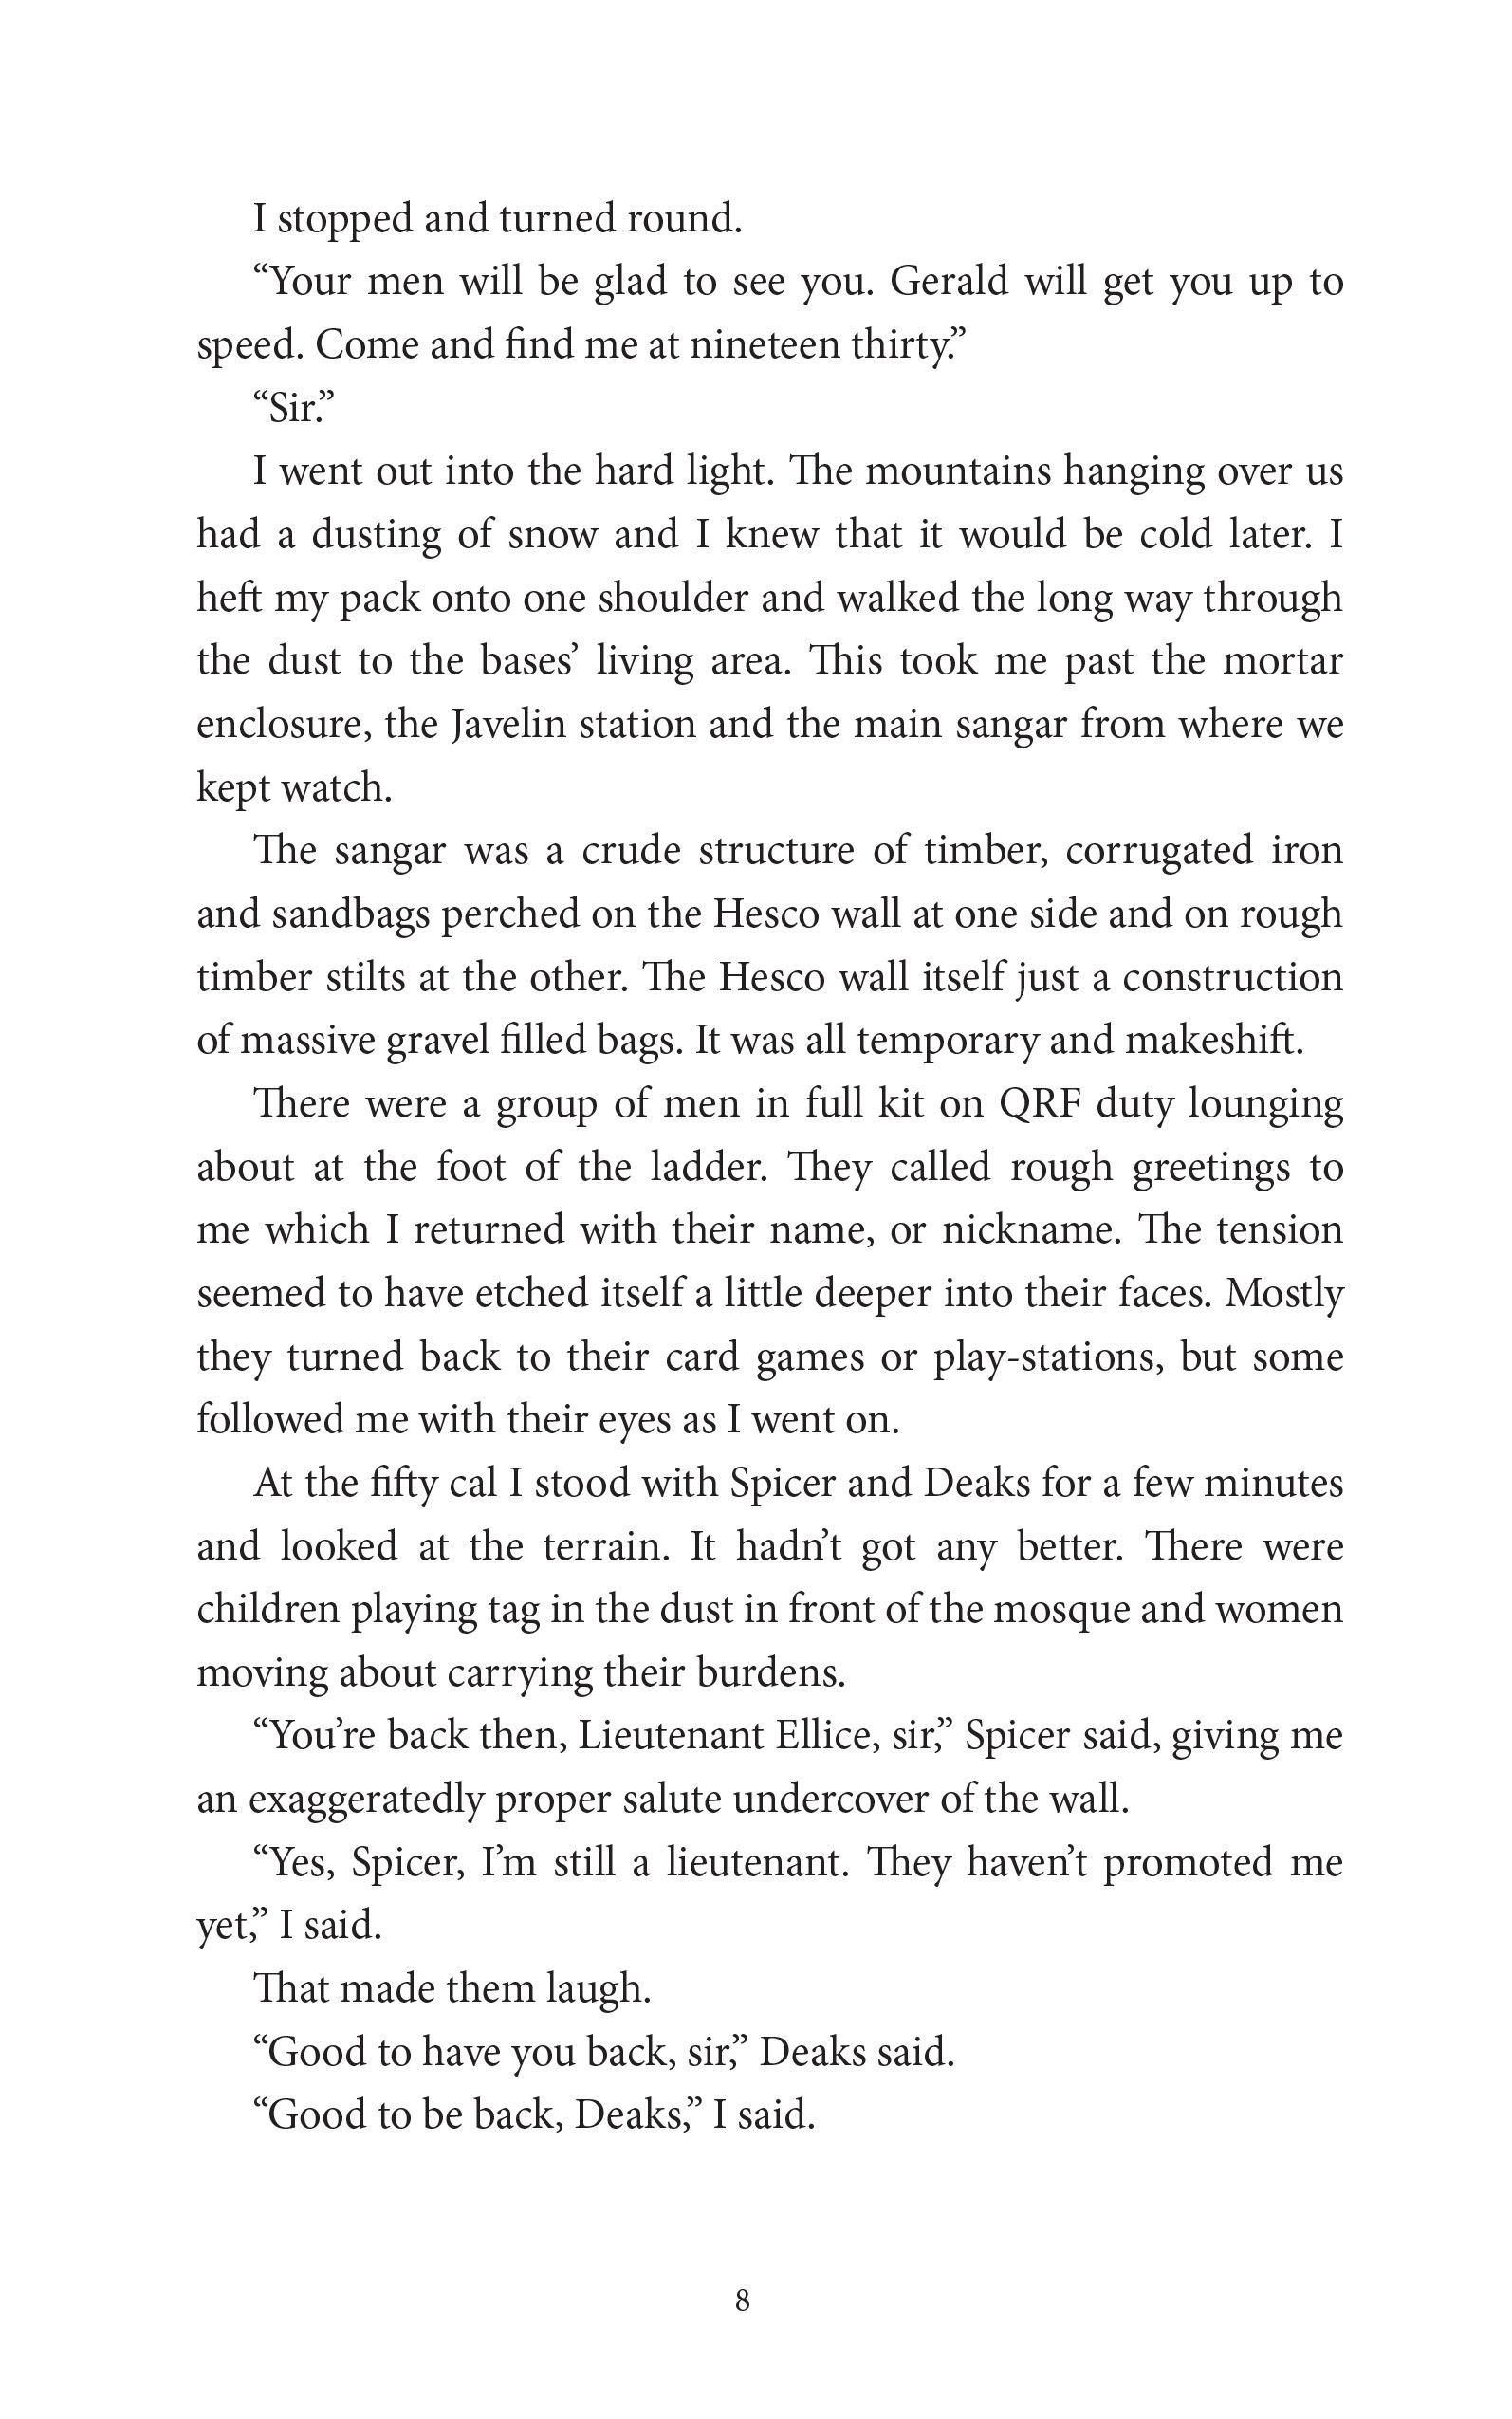 I stopped and turned round.
“Your men will be glad to see you. Gerald will get you up to
speed. Come and find me at nineteen thirty.”
“Sir.”
I went out into the hard light. The mountains hanging over us
had a dusting of snow and I knew that it would be cold later. I
heft my pack onto one shoulder and walked the long way through
the dust to the bases’ living area. This took me past the mortar
enclosure, the Javelin station and the main sangar from where we
kept watch.
The sangar was a crude structure of timber, corrugated iron
and sandbags perched on the Hesco wall at one side and on rough
timber stilts at the other. The Hesco wall itself just a construction
of massive gravel filled bags. It was all temporary and makeshift.
There were a group of men in full kit on QRF duty lounging
about at the foot of the ladder. They called rough greetings to
me which I returned with their name, or nickname. The tension
seemed to have etched itself a little deeper into their faces. Mostly
they turned back to their card games or play-stations, but some
followed me with their eyes as I went on.
At the fifty cal I stood with Spicer and Deaks for a few minutes
and looked at the terrain. It hadn’t got any better. There were
children playing tag in the dust in front of the mosque and women
moving about carrying their burdens.
“You’re back then, Lieutenant Ellice, sir,” Spicer said, giving me
an exaggeratedly proper salute undercover of the wall.
“Yes, Spicer, I’m still a lieutenant. They haven’t promoted me
yet,” I said.
That made them laugh.
“Good to have you back, sir,” Deaks said.
“Good to be back, Deaks,” I said.
8